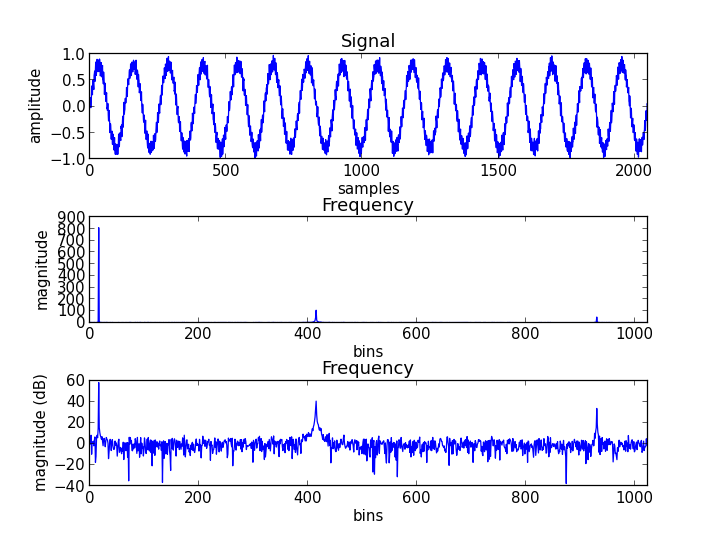 Signal
amplitude
1.0
0.5
0.0
−0.5
−1.0
0 500 1000 1500 2000
samples
Frequency
magnitude
900
800
700
600
500
400
300
200
100
0
0 200 400 600 800 1000
bins
Frequency
magnitude (dB)
60
40
20
0
−20
−40
0 200 400 600 800 1000
bins